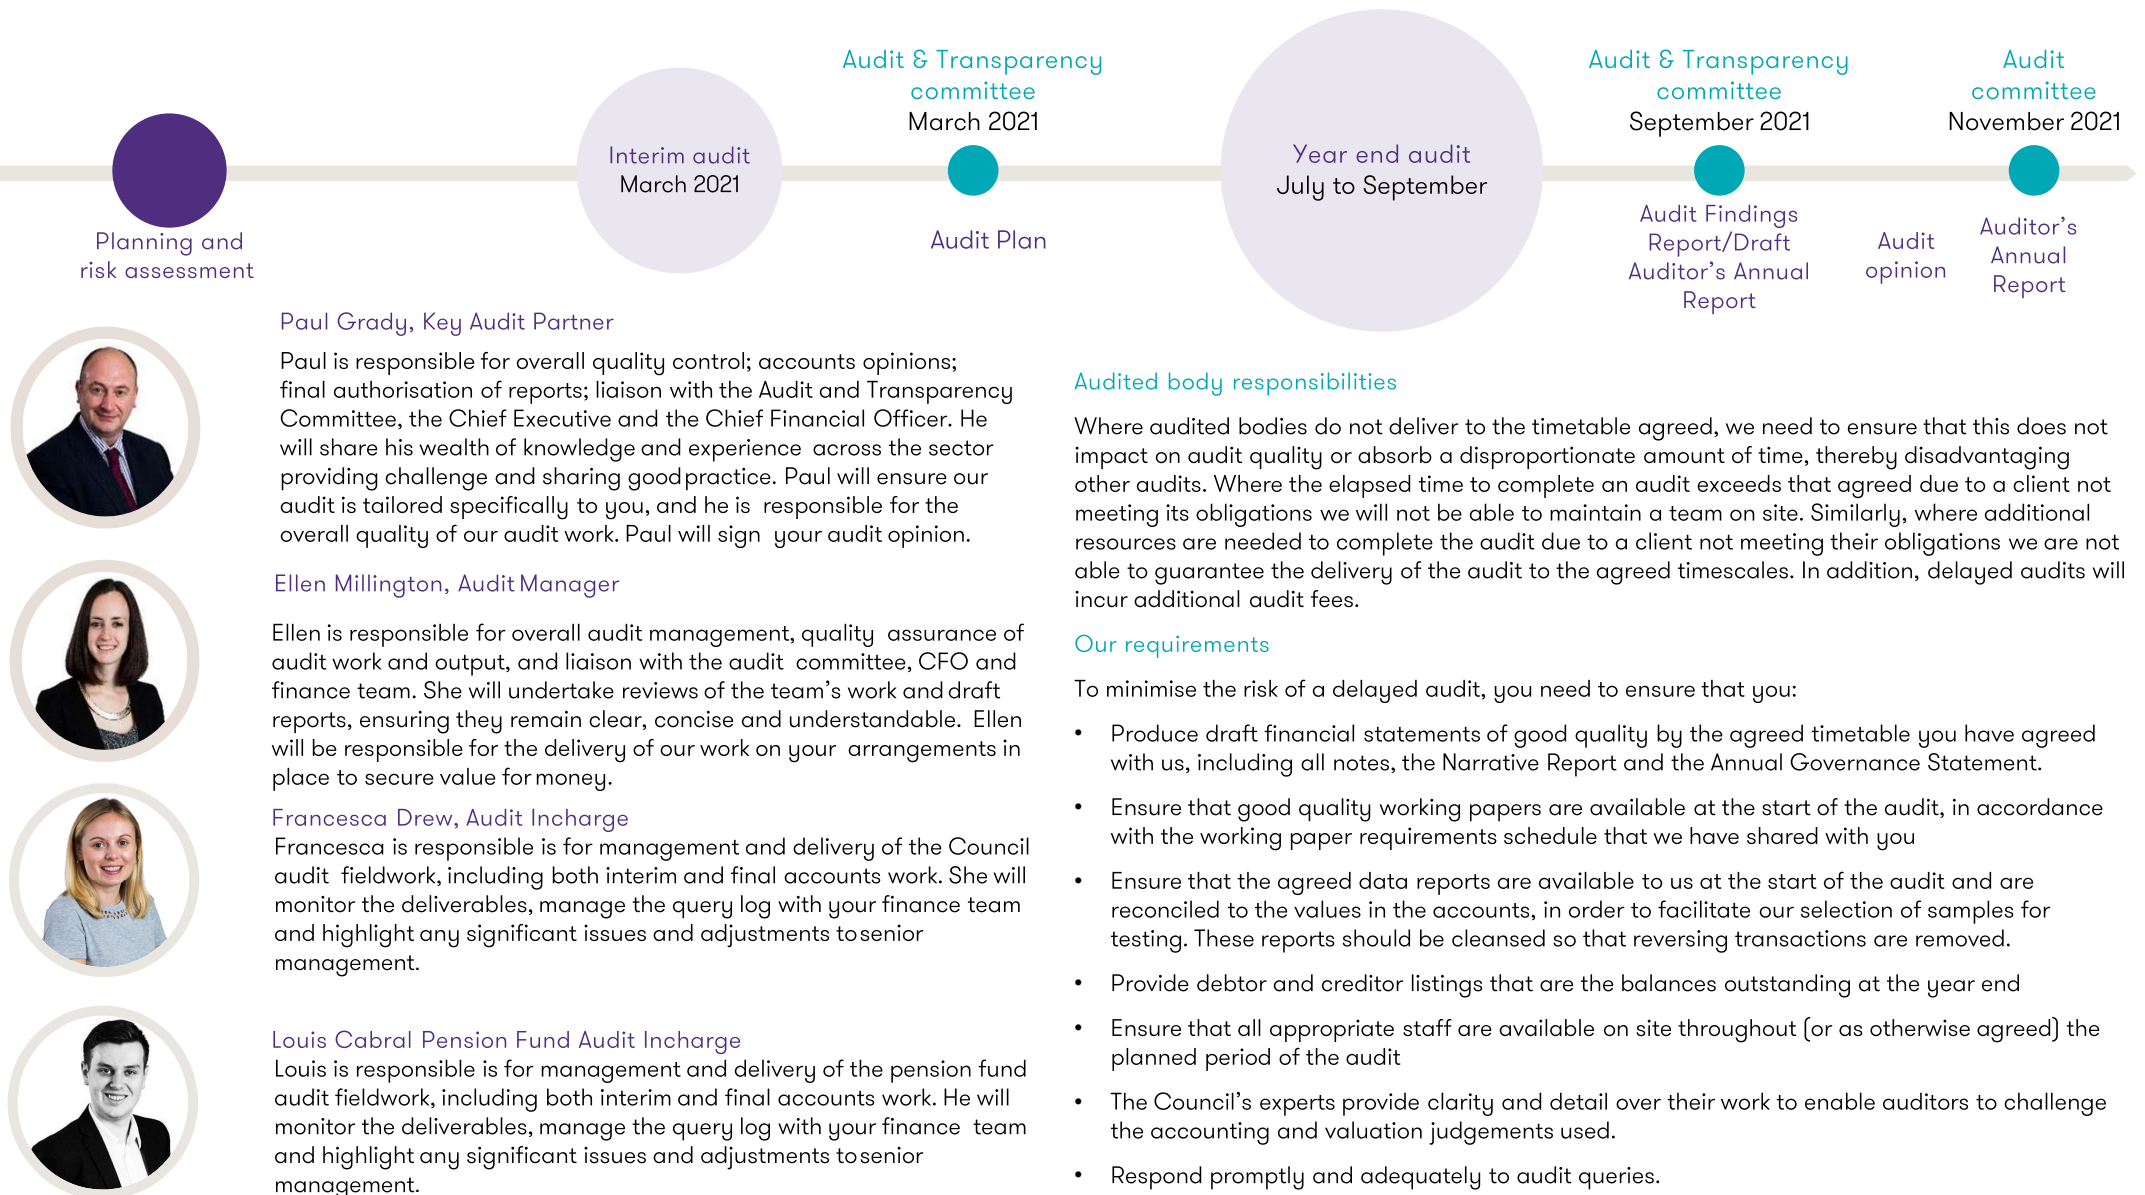 Planning and
risk assessment
Interim audit
March 2021
Audit & Transparency
committee
March 2021
Audit Plan
Year end audit
July to September
Audit & Transparency
committee
September 2021
Audit Findings
Report/Draft
Auditor’s Annual
Report
Audit
opinion
Audit
committee
November 2021
Auditor’s
Annual
Report
Paul Grady, Key Audit Partner
Paul is responsible for overall quality control; accounts opinions;
final authorisation of reports; liaison with the Audit and Transparency
Committee, the Chief Executive and the Chief Financial Officer. He
will share his wealth of knowledge and experience across the sector
providing challenge and sharing good practice. Paul will ensure our
audit is tailored specifically to you, and he is responsible for the
overall quality of our audit work. Paul will sign your audit opinion.
Ellen Millington, Audit Manager
Ellen is responsible for overall audit management, quality assurance of
audit work and output, and liaison with the audit committee, CFO and
finance team. She will undertake reviews of the team’s work and draft
reports, ensuring they remain clear, concise and understandable. Ellen
will be responsible for the delivery of our work on your arrangements in
place to secure value for money.
Francesca Drew, Audit Incharge
Francesca is responsible is for management and delivery of the Council
audit fieldwork, including both interim and final accounts work. She will
monitor the deliverables, manage the query log with your finance team
and highlight any significant issues and adjustments to senior
management.
Louis Cabral Pension Fund Audit Incharge
Louis is responsible is for management and delivery of the pension fund
audit fieldwork, including both interim and final accounts work. He will
monitor the deliverables, manage the query log with your finance team
and highlight any significant issues and adjustments to senior
management.
Audited body responsibilities
Where audited bodies do not deliver to the timetable agreed, we need to ensure that this does not
impact on audit quality or absorb a disproportionate amount of time, thereby disadvantaging
other audits. Where the elapsed time to complete an audit exceeds that agreed due to a client not
meeting its obligations we will not be able to maintain a team on site. Similarly, where additional
resources are needed to complete the audit due to a client not meeting their obligations we are not
able to guarantee the delivery of the audit to the agreed timescales. In addition, delayed audits will
incur additional audit fees.
Our requirements
To minimise the risk of a delayed audit, you need to ensure that you:
• Produce draft financial statements of good quality by the agreed timetable you have agreed
with us, including all notes, the Narrative Report and the Annual Governance Statement.
• Ensure that good quality working papers are available at the start of the audit, in accordance
with the working paper requirements schedule that we have shared with you
• Ensure that the agreed data reports are available to us at the start of the audit and are
reconciled to the values in the accounts, in order to facilitate our selection of samples for
testing. These reports should be cleansed so that reversing transactions are removed.
• Provide debtor and creditor listings that are the balances outstanding at the year end
• Ensure that all appropriate staff are available on site throughout (or as otherwise agreed) the
planned period of the audit
• The Council’s experts provide clarity and detail over their work to enable auditors to challenge
the accounting and valuation judgements used.
• Respond promptly and adequately to audit queries.